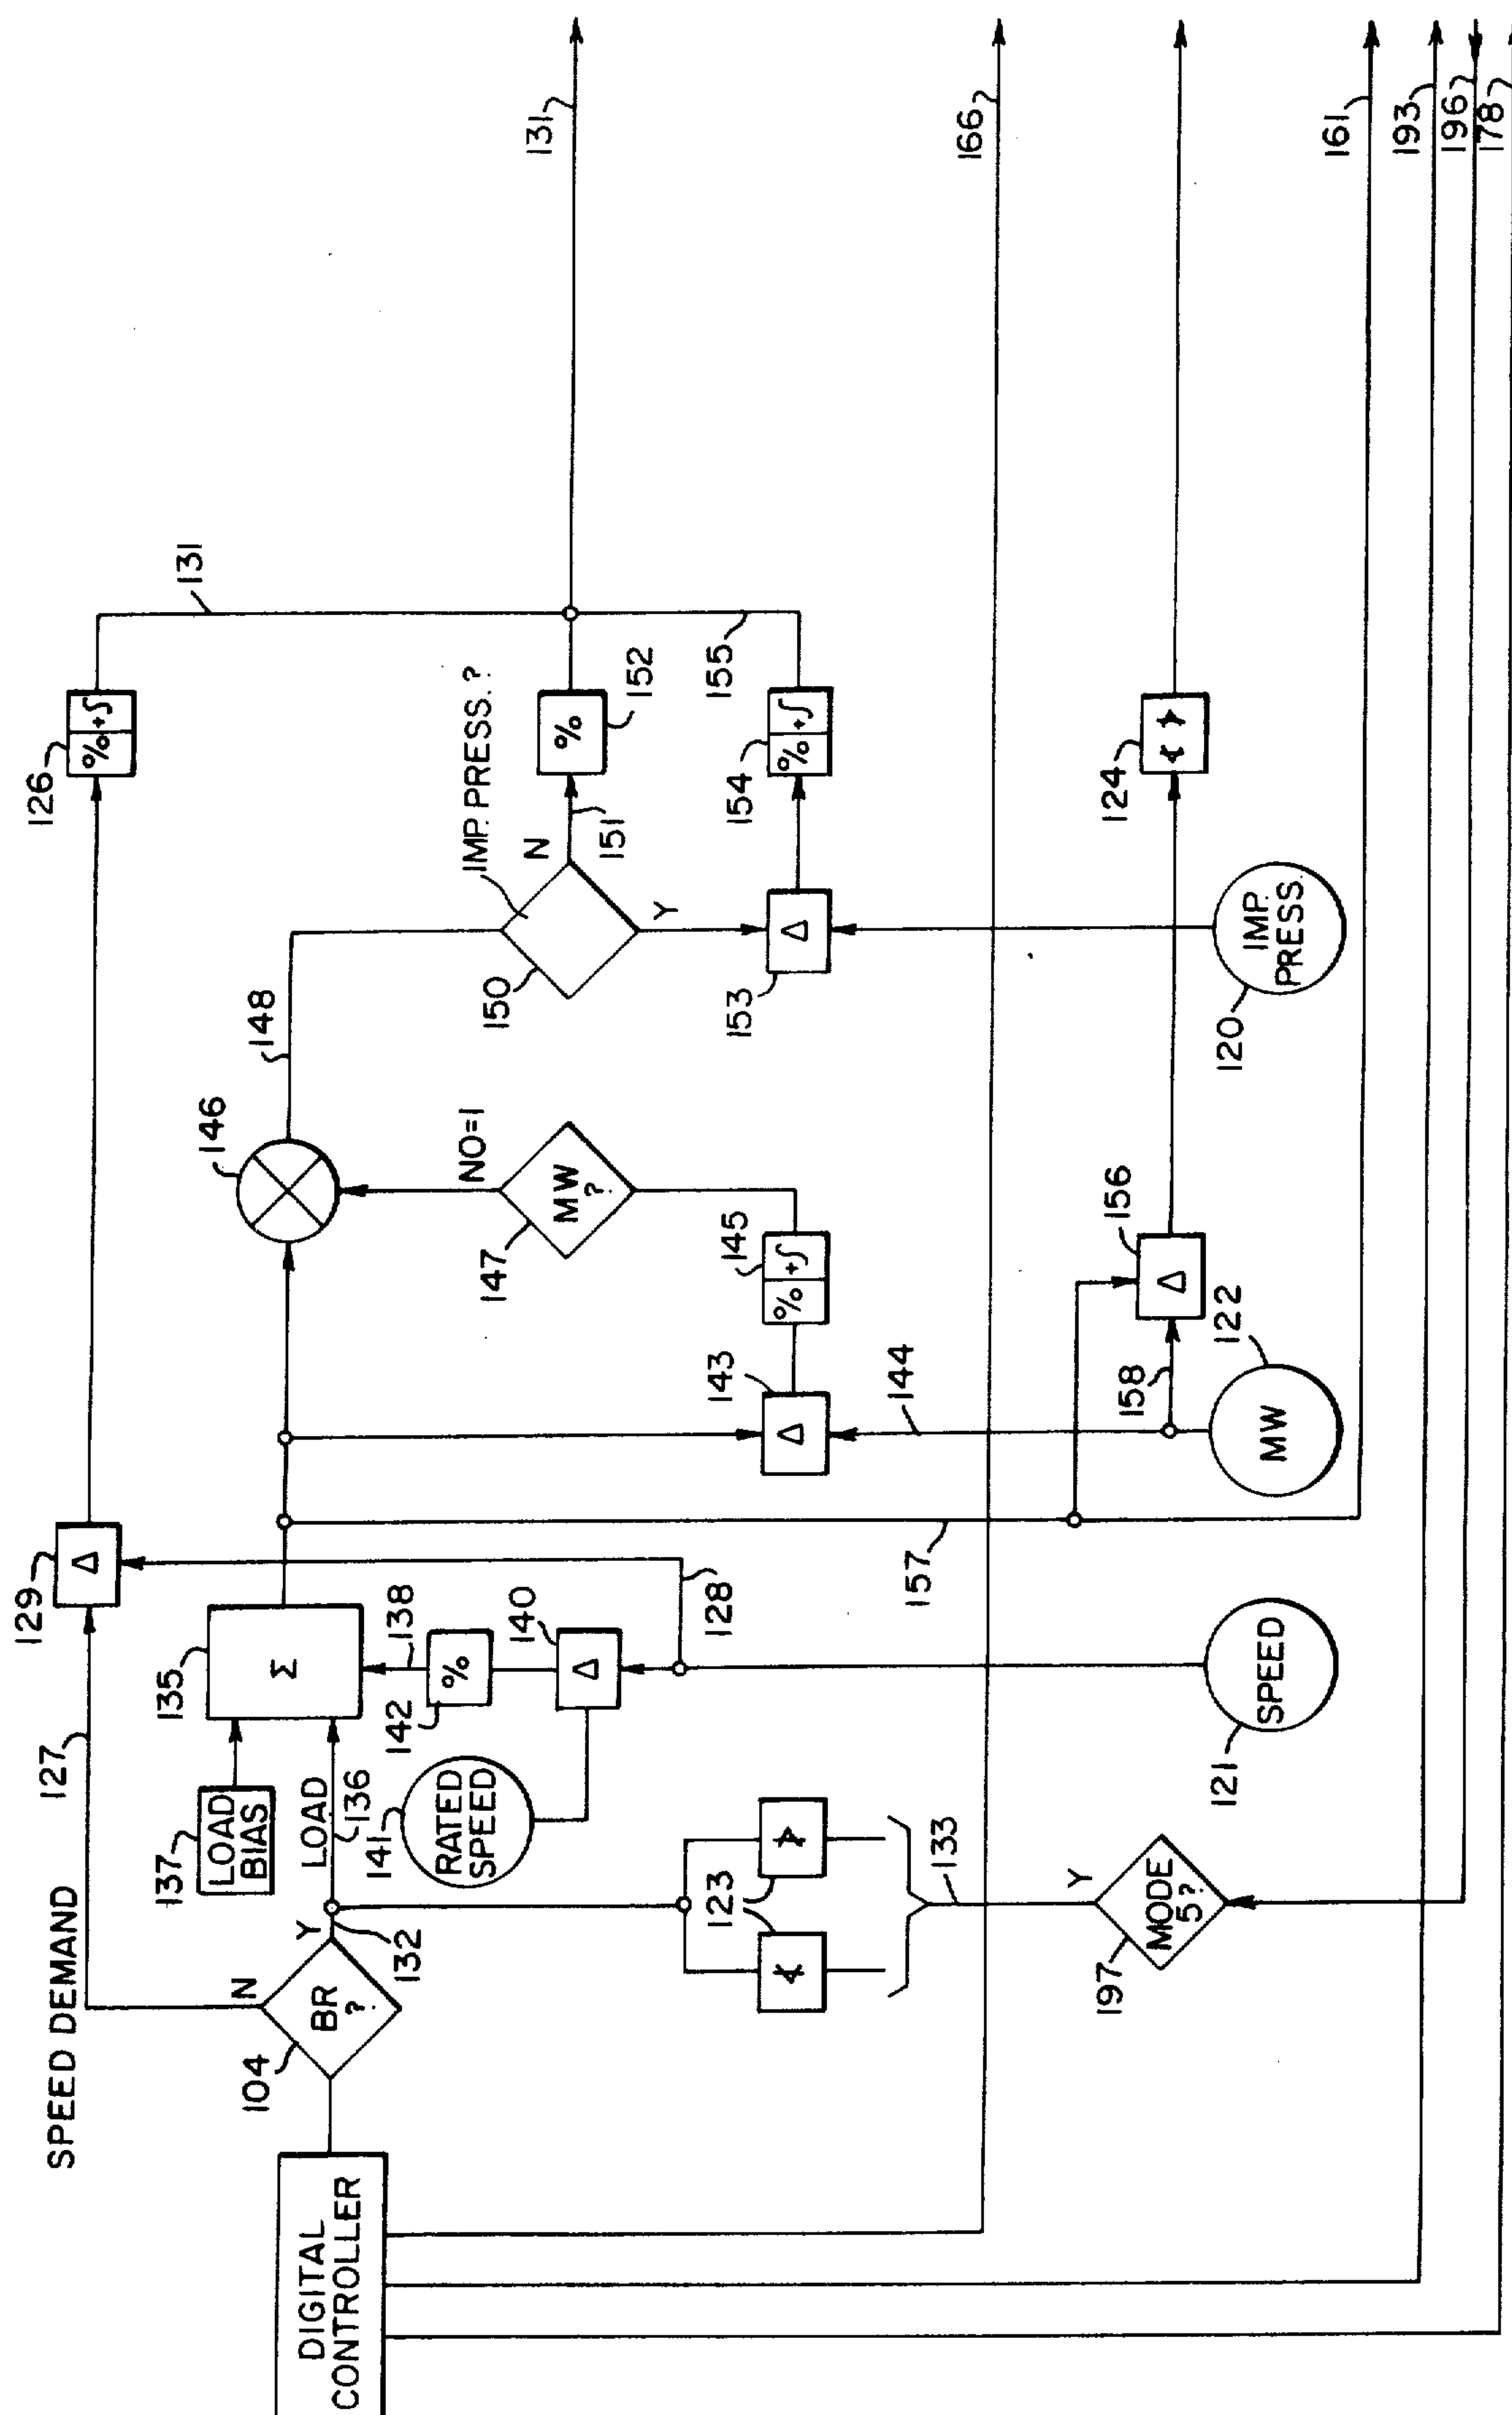 SPEED DEMAND
127
129
126
131
131
DIGITAL
CONTROLLER
104
BR
?
N
Y
132
137
LOAD
BIAS
LOAD
136
135
Σ
138
142
%
140
Δ
141
RATED
SPEED
128
Δ
% +∫
146
148
NO=1
147
MW
?
145
% +∫
143
Δ
144
IMP. PRESS. ?
150
N
151
Y
%
152
153
Δ
154
% +∫
155
123
133
197
MODE
5?
Y
121
SPEED
157
158
156
Δ
122
MW
120
IMP.
PRESS.
124
166
161
193
196
178